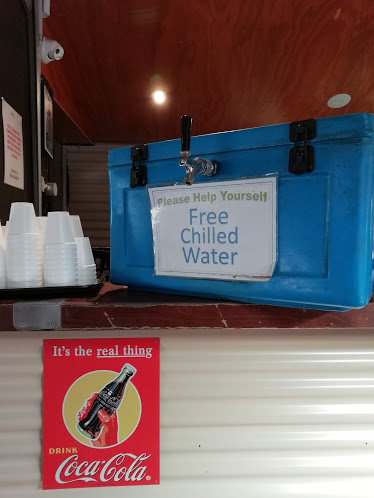 Please Help Yourself
Free
Chilled
Water
It's the real thing
DRINK
Coca-Cola®